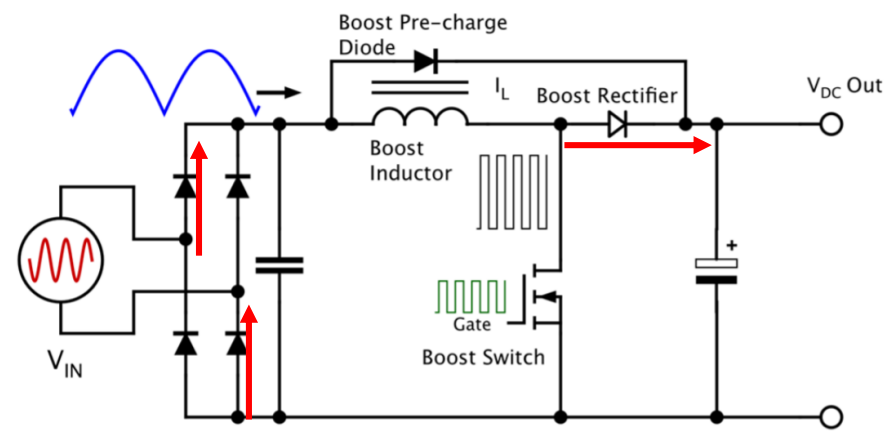 Boost Pre-charge
Diode
I_L
Boost Rectifier
V_DC Out
Boost
Inductor
+
Gate
Boost Switch
V_IN